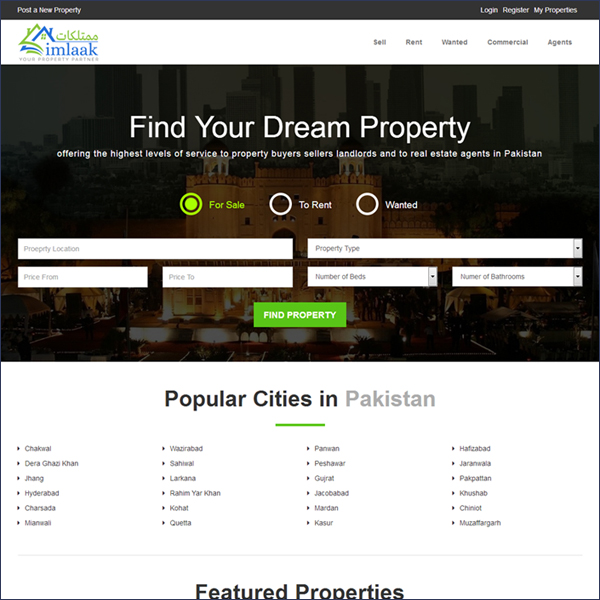 Post a New Property
Login Register My Properties
ممتلكات
imlaak
YOUR PROPERTY PARTNER
Sell Rent Wanted Commercial Agents
Find Your Dream Property
offering the highest levels of service to property buyers sellers landlords and to real estate agents in Pakistan
For Sale To Rent Wanted
Proeprty Location Property Type
Price From Price To Number of Beds Numer of Bathrooms
FIND PROPERTY
Popular Cities in Pakistan
Chakwal Wazirabad Panwan Hafizabad
Dera Ghazi Khan Sahiwal Peshawar Jaranwala
Jhang Larkana Gujrat Pakpattan
Hyderabad Rahim Yar Khan Jacobabad Khushab
Charsada Kohat Mardan Chiniot
Mianwali Quetta Kasur Muzaffargarh
Featured Properties